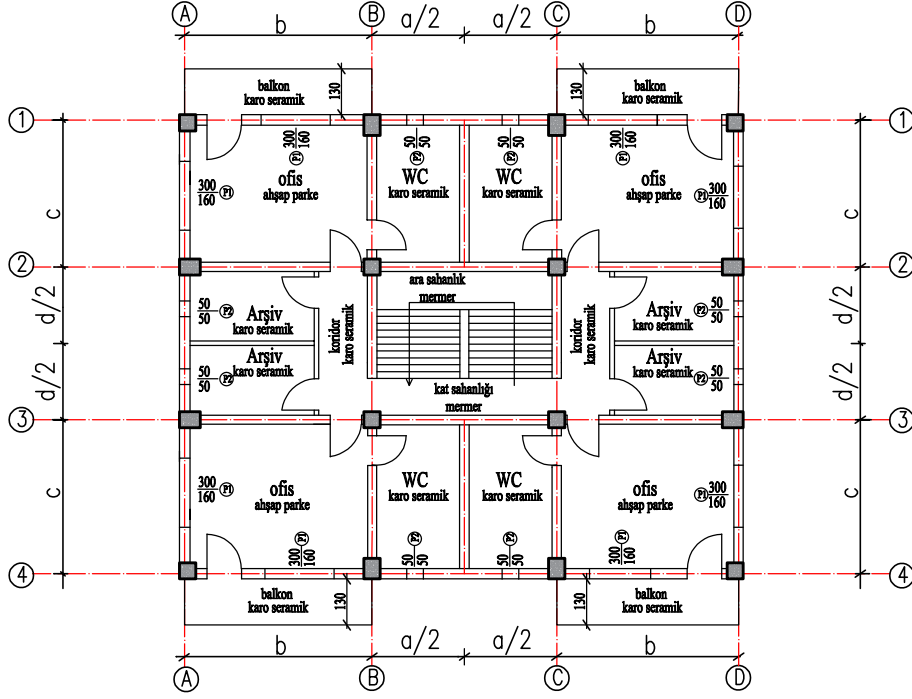 A B C D
b a/2 a/2 b
balkon
karo seramik
130
130
balkon
karo seramik
1 1
300
160 P1
50
50 P2
50
50 P2
300
160 P1
300
160 P1
ofis
ahşap parke
WC
karo seramik
WC
karo seramik
ofis
ahşap parke
P1 300
160
c c
2 2
ara sahanlık
mermer
50
50 P2
Arşiv
karo seramik
koridor
karo seramik
koridor
karo seramik
Arşiv
karo seramik
P2 50
50
d/2 d/2
50
50 P2
Arşiv
karo seramik
Arşiv
karo seramik
P2 50
50
d/2 d/2
kat sahanlığı
mermer
3 3
300
160 P1
ofis
ahşap parke
WC
karo seramik
WC
karo seramik
ofis
ahşap parke
P1 300
160
c c
300
160 P1
50
50 P2
50
50 P2
300
160 P1
4 4
balkon
karo seramik
130
130
balkon
karo seramik
b a/2 a/2 b
A B C D